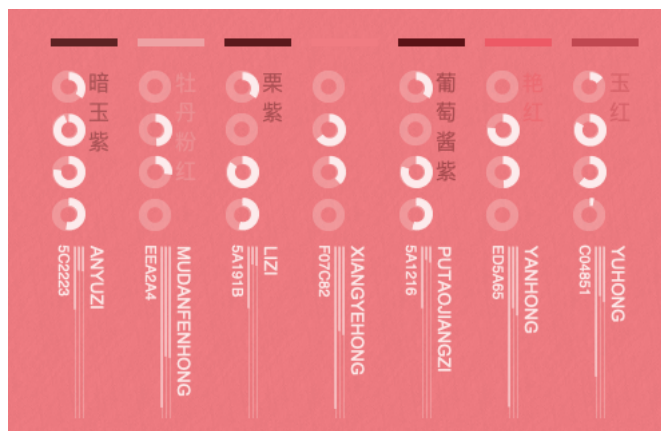 暗玉紫
ANYUZI
5C2223
牡丹粉红
MUDANFENHONG
EEA2A4
栗紫
LIZI
5A191B
XIANGYEHONG
F07C82
葡萄酱紫
PUTAOJIANGZI
5A1216
艳红
YANHONG
ED5A65
玉红
YUHONG
C04851